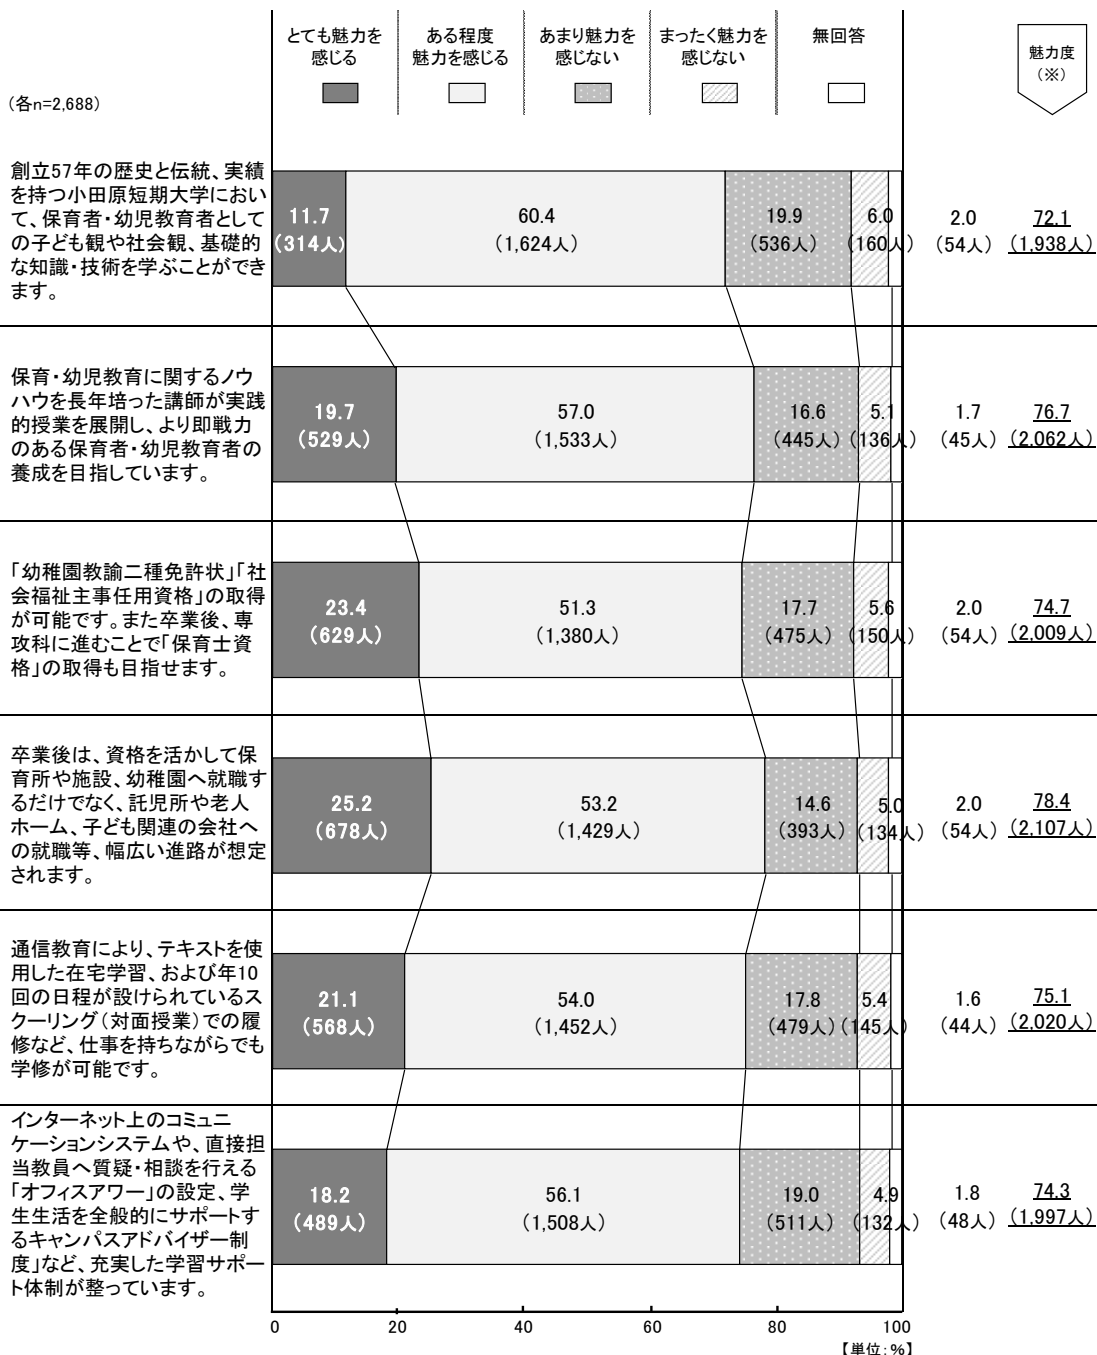 とても魅力を
感じる
ある程度
魅力を感じる
あまり魅力を
感じない
まったく魅力を
感じない
無回答
魅力度
(※)
(各n=2,688)
創立57年の歴史と伝統、実績
を持つ小田原短期大学におい
て、保育者・幼児教育者として
の子ども観や社会観、基礎的
な知識・技術を学ぶことができ
ます。
11.7
(314人)
60.4
(1,624人)
19.9
(536人)
6.0
(160人)
2.0
(54人)
72.1
(1,938人)
保育・幼児教育に関するノウ
ハウを長年培った講師が実践
的授業を展開し、より即戦力
のある保育者・幼児教育者の
養成を目指しています。
19.7
(529人)
57.0
(1,533人)
16.6
(445人)
5.1
(136人)
1.7
(45人)
76.7
(2,062人)
「幼稚園教諭二種免許状」「社
会福祉主事任用資格」の取得
が可能です。また卒業後、専
攻科に進むことで「保育士資
格」の取得も目指せます。
23.4
(629人)
51.3
(1,380人)
17.7
(475人)
5.6
(150人)
2.0
(54人)
74.7
(2,009人)
卒業後は、資格を活かして保
育所や施設、幼稚園へ就職す
るだけでなく、託児所や老人
ホーム、子ども関連の会社へ
の就職等、幅広い進路が想定
されます。
25.2
(678人)
53.2
(1,429人)
14.6
(393人)
5.0
(134人)
2.0
(54人)
78.4
(2,107人)
通信教育により、テキストを使
用した在宅学習、および年10
回の日程が設けられているス
クーリング(対面授業)での履
修など、仕事を持ちながらでも
学修が可能です。
21.1
(568人)
54.0
(1,452人)
17.8
(479人)
5.4
(145人)
1.6
(44人)
75.1
(2,020人)
インターネット上のコミュニ
ケーションシステムや、直接担
当教員へ質疑・相談を行える
「オフィスアワー」の設定、学
生生活を全般的にサポートす
るキャンパスアドバイザー制
度」など、充実した学習サポー
ト体制が整っています。
18.2
(489人)
56.1
(1,508人)
19.0
(511人)
4.9
(132人)
1.8
(48人)
74.3
(1,997人)
0 20 40 60 80 100
【単位:%】